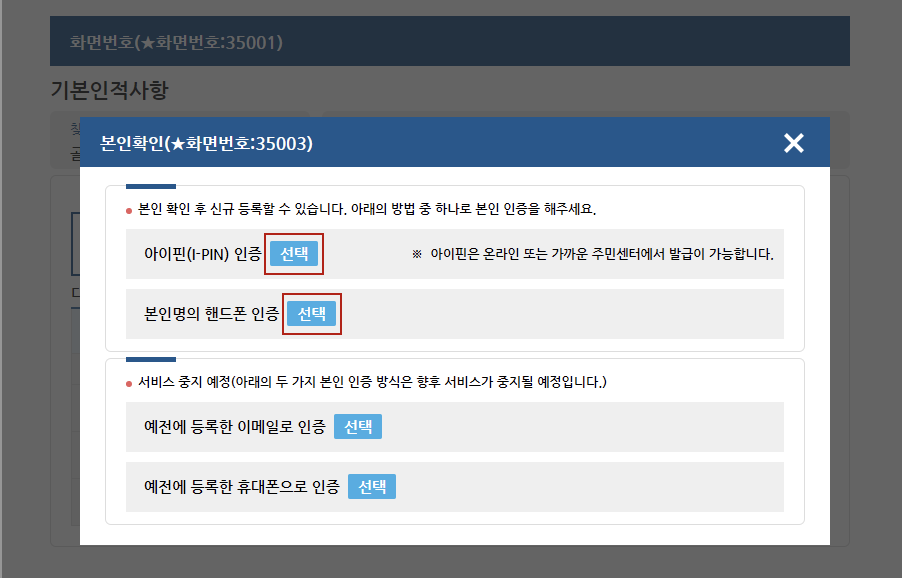 화면번호(★화면번호:35001)
기본인적사항
본인확인(★화면번호:35003)
본인 확인 후 신규 등록할 수 있습니다. 아래의 방법 중 하나로 본인 인증을 해주세요.
아이핀(I-PIN) 인증 선택 ※ 아이핀은 온라인 또는 가까운 주민센터에서 발급이 가능합니다.
본인명의 핸드폰 인증 선택
서비스 중지 예정(아래의 두 가지 본인 인증 방식은 향후 서비스가 중지될 예정입니다.)
예전에 등록한 이메일로 인증 선택
예전에 등록한 휴대폰으로 인증 선택